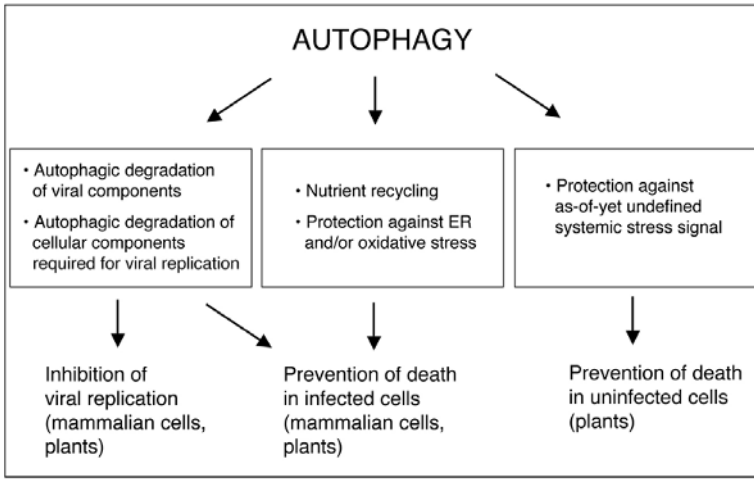 AUTOPHAGY
• Autophagic degradation
of viral components
• Autophagic degradation of
cellular components
required for viral replication
• Nutrient recycling
• Protection against ER
and/or oxidative stress
• Protection against
as-of-yet undefined
systemic stress signal
Inhibition of
viral replication
(mammalian cells,
plants)
Prevention of death
in infected cells
(mammalian cells,
plants)
Prevention of death
in uninfected cells
(plants)